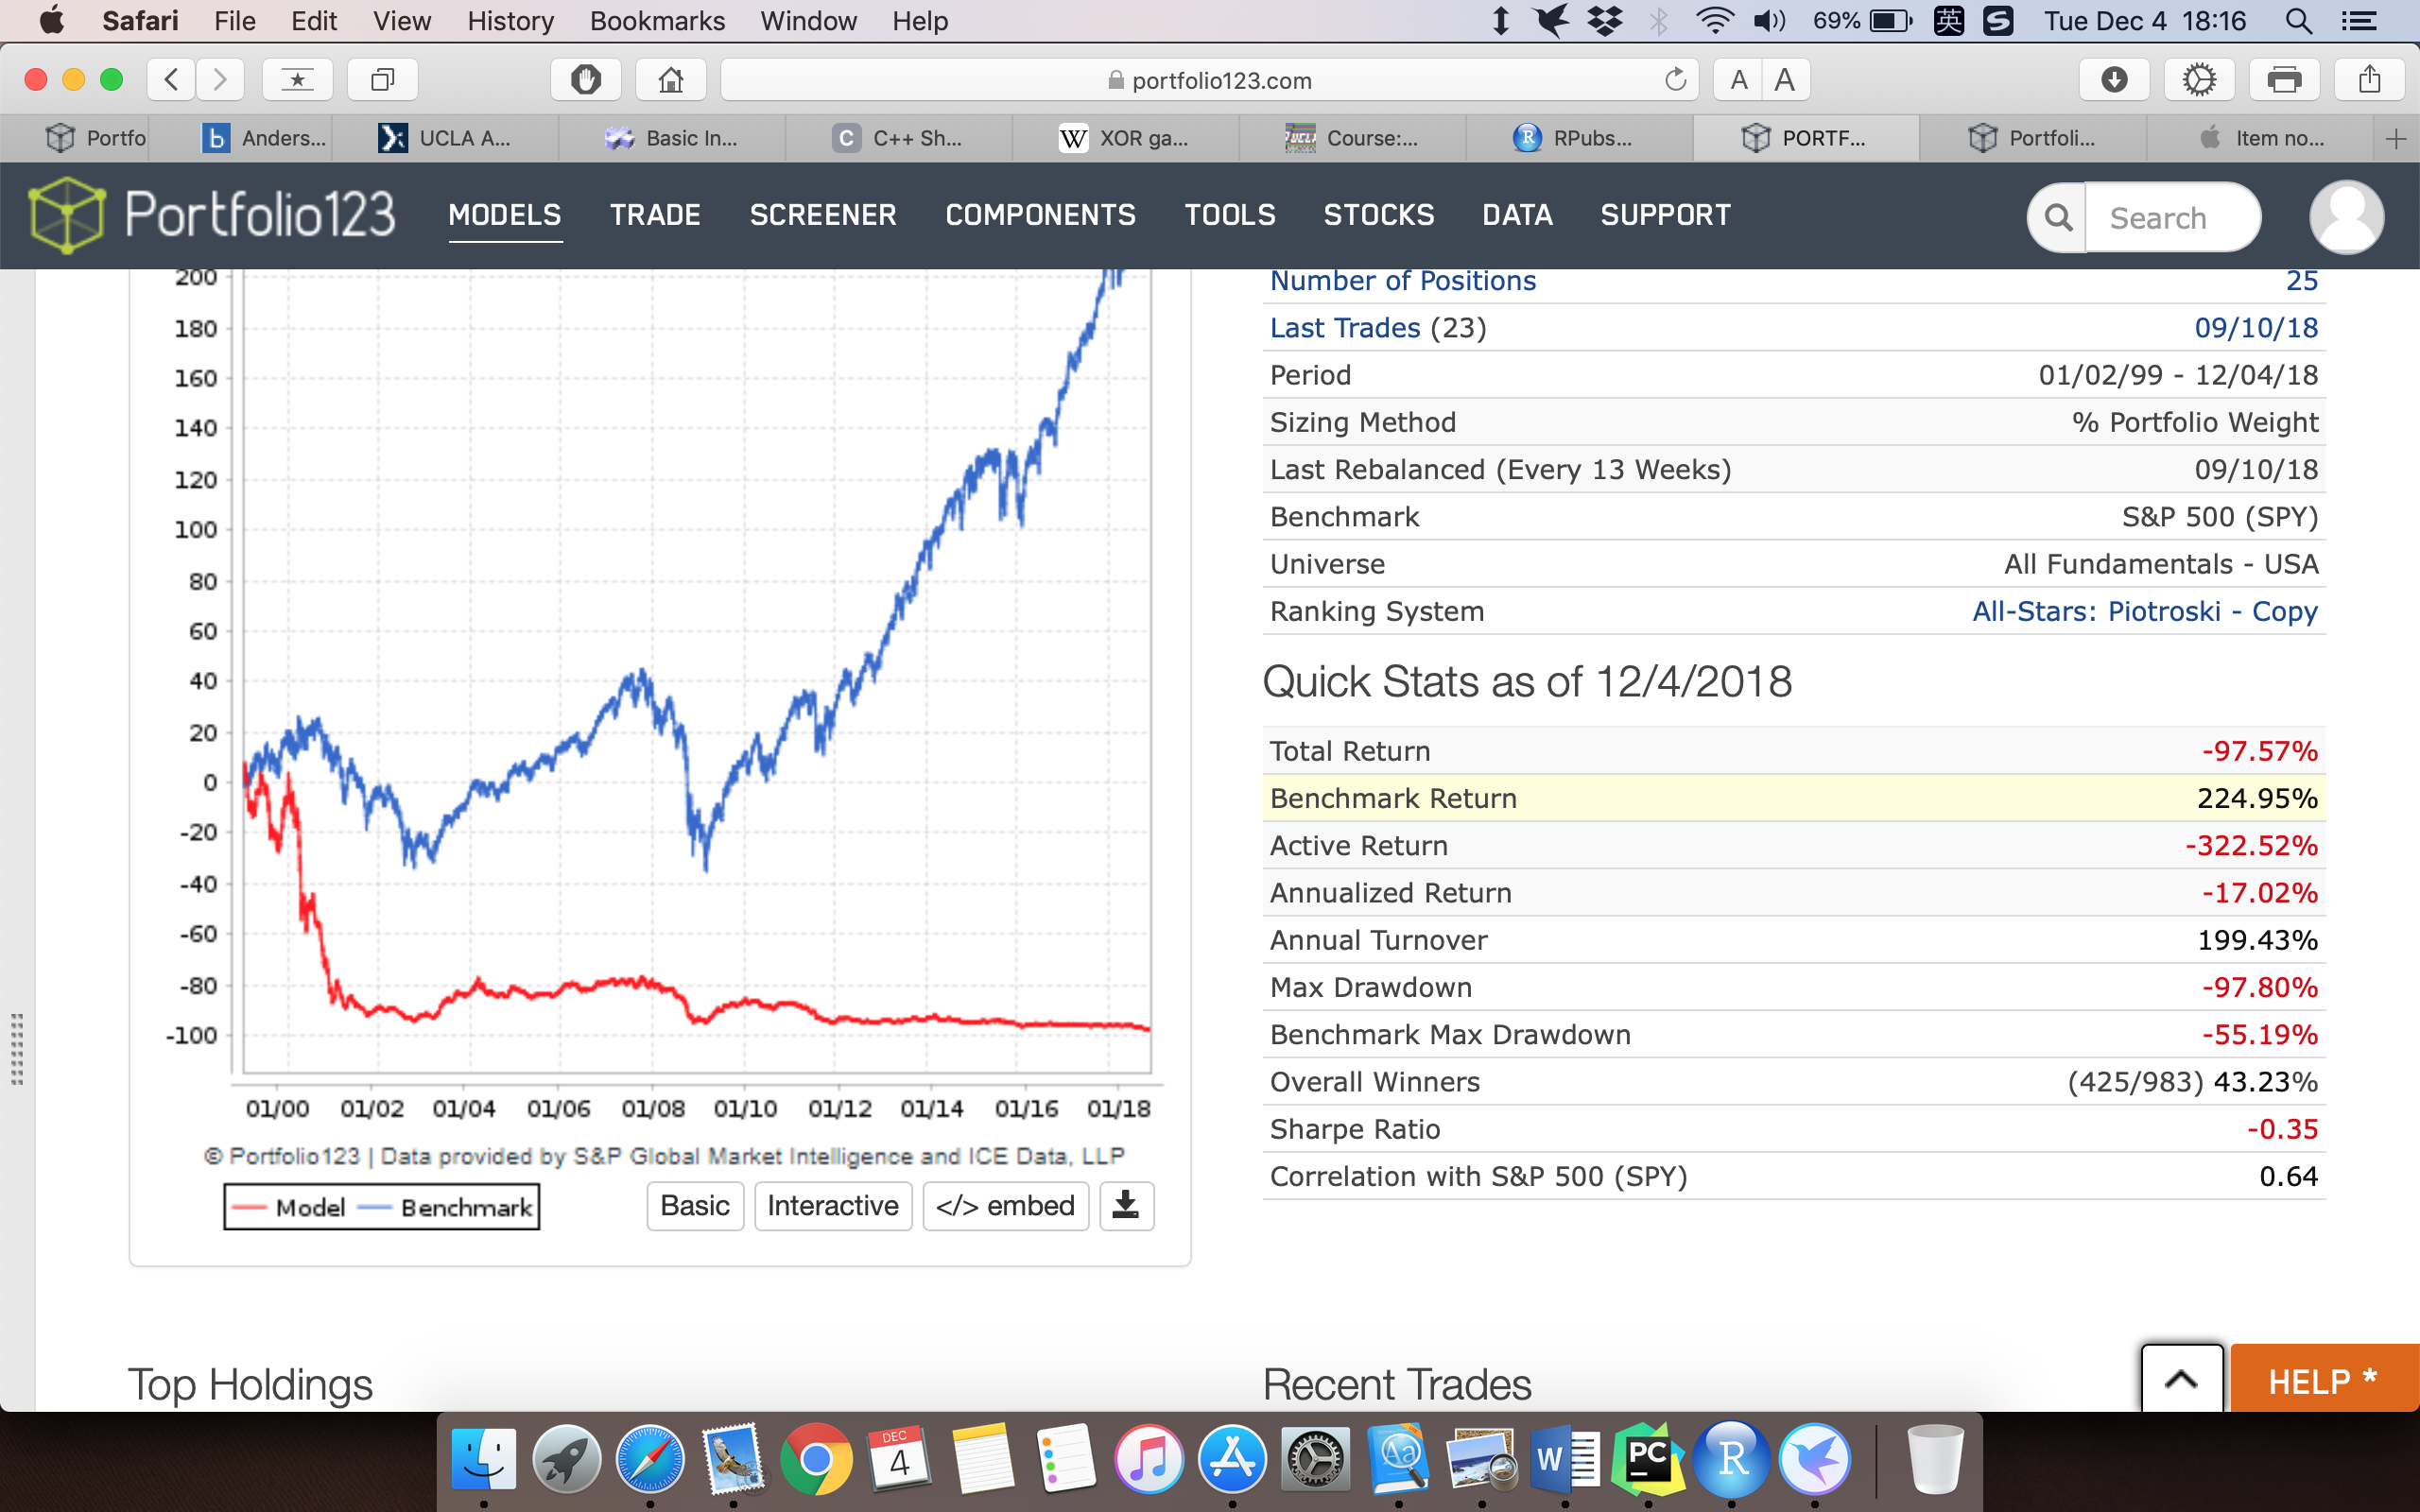 Safari File Edit View History Bookmarks Window Help 69% 英 S Tue Dec 4 18:16
portfolio123.com A A
Portfo b Anders... UCLA A... Basic In... C C++ Sh... W XOR ga... UCLA Course:... R RPubs... PORTF... Portfoli... Item no...
Portfolio123 MODELS TRADE SCREENER COMPONENTS TOOLS STOCKS DATA SUPPORT Search
200
180
160
140
120
100
80
60
40
20
0
-20
-40
-60
-80
-100
01/00 01/02 01/04 01/06 01/08 01/10 01/12 01/14 01/16 01/18
© Portfolio123 | Data provided by S&P Global Market Intelligence and ICE Data, LLP
Model Benchmark
Basic Interactive </> embed
Number of Positions 25
Last Trades (23) 09/10/18
Period 01/02/99 - 12/04/18
Sizing Method % Portfolio Weight
Last Rebalanced (Every 13 Weeks) 09/10/18
Benchmark S&P 500 (SPY)
Universe All Fundamentals - USA
Ranking System All-Stars: Piotroski - Copy
Quick Stats as of 12/4/2018
Total Return -97.57%
Benchmark Return 224.95%
Active Return -322.52%
Annualized Return -17.02%
Annual Turnover 199.43%
Max Drawdown -97.80%
Benchmark Max Drawdown -55.19%
Overall Winners (425/983) 43.23%
Sharpe Ratio -0.35
Correlation with S&P 500 (SPY) 0.64
Top Holdings
Recent Trades
HELP *
DEC
4
Aa
W
PC
R